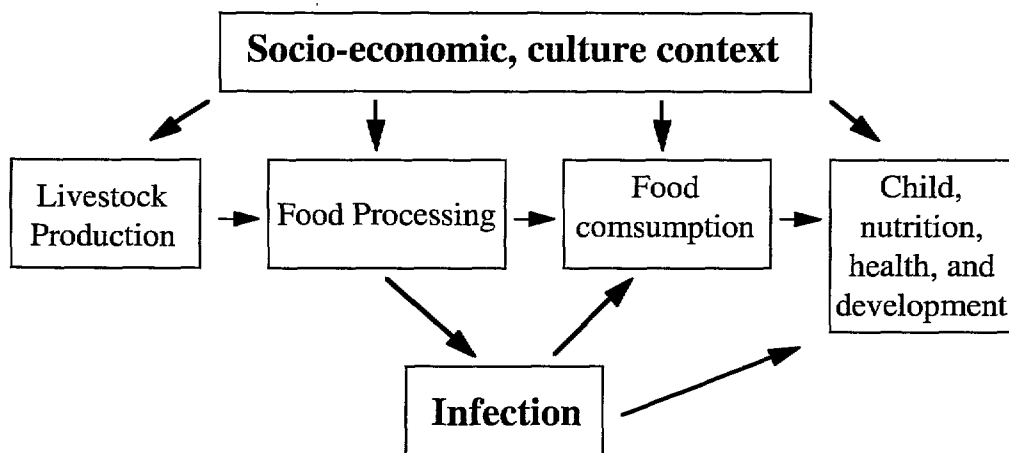 Socio-economic, culture context
Livestock
Production
Food Processing
Food
comsumption
Child,
nutrition,
health, and
development
Infection